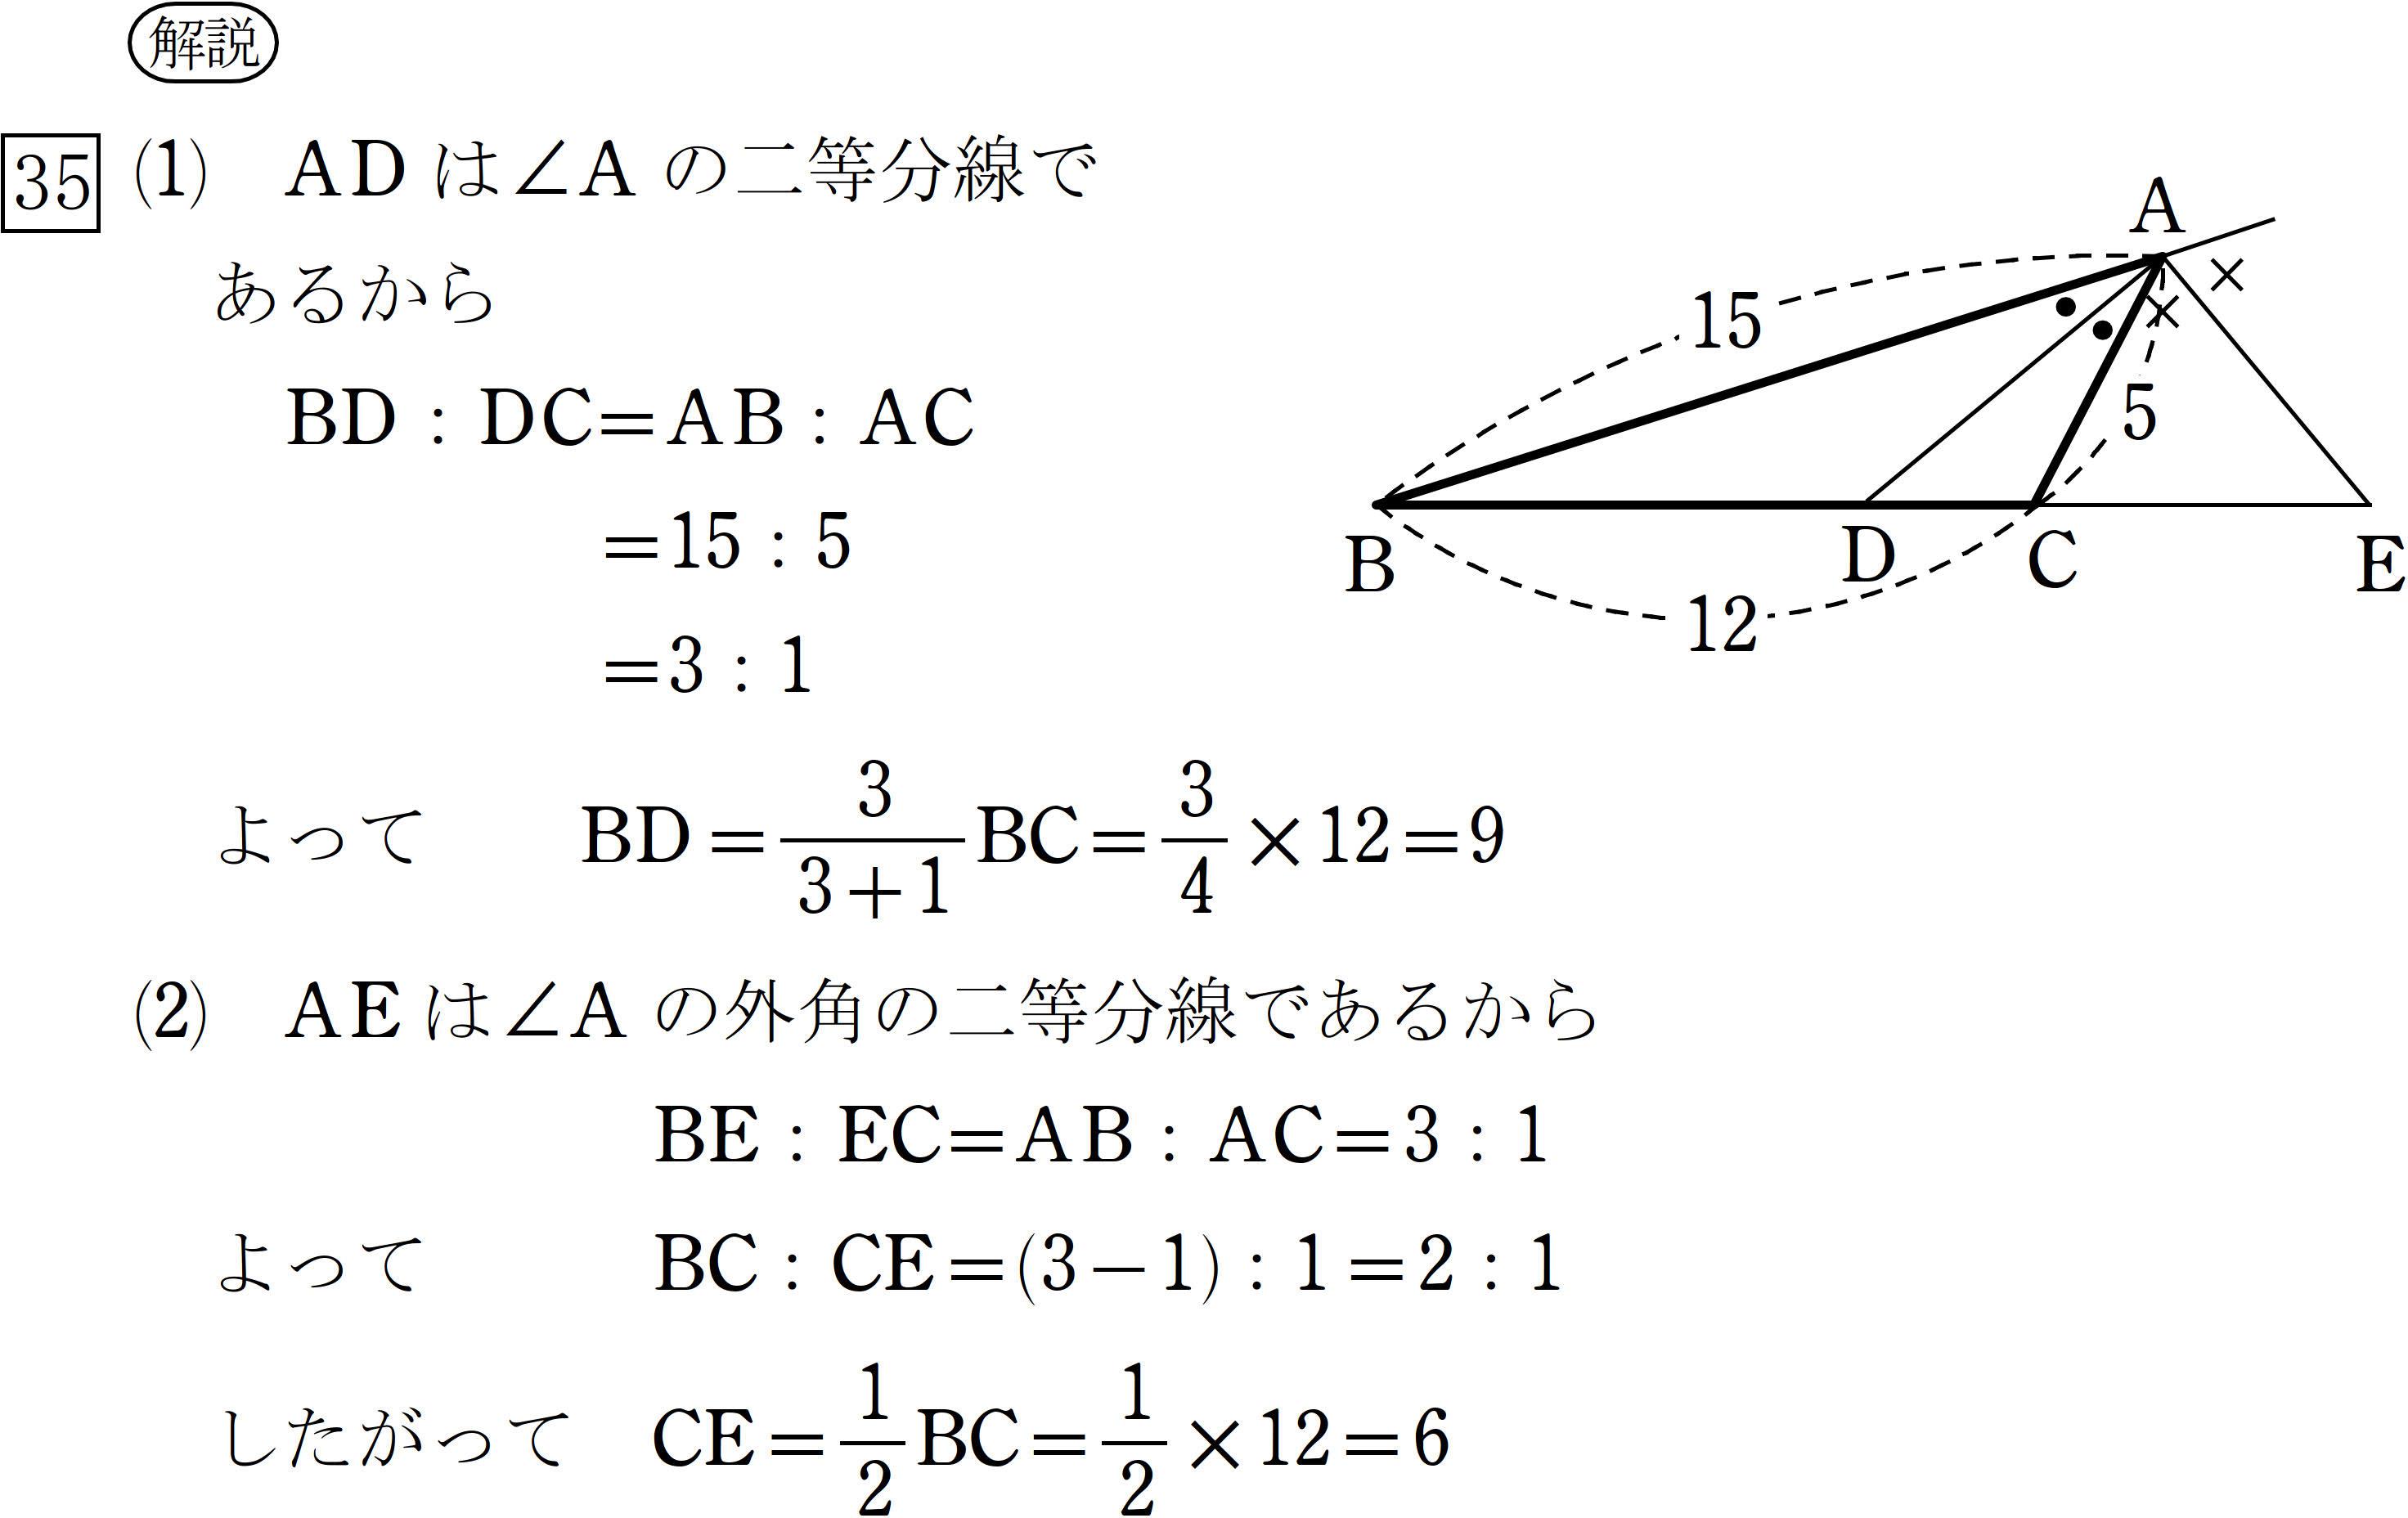 解説
35 (1) ADは∠Aの二等分線で
あるから
BD : DC=AB : AC
=15 : 5
=3 : 1
A
15
5
B D C E
12
よって BD=3/(3+1) BC=3/4×12=9
(2) AEは∠Aの外角の二等分線であるから
BE : EC=AB : AC=3 : 1
よって BC : CE=(3-1) : 1=2 : 1
したがって CE=1/2 BC=1/2×12=6